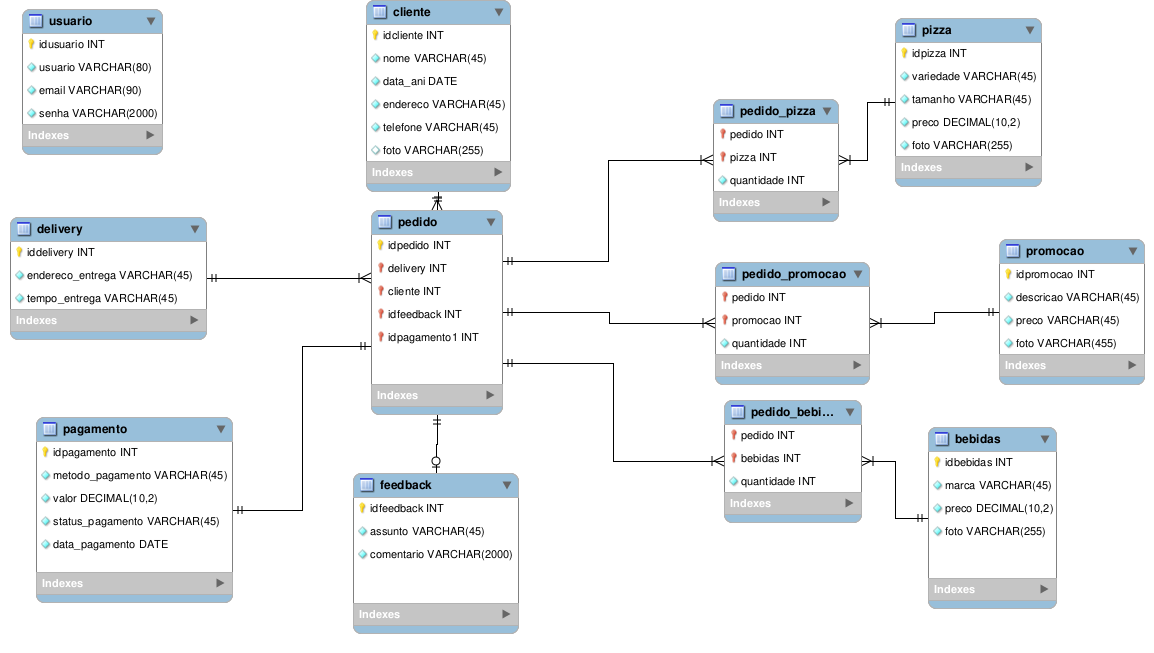 usuario
idusuario INT
usuario VARCHAR(80)
email VARCHAR(90)
senha VARCHAR(2000)
Indexes
cliente
idcliente INT
nome VARCHAR(45)
data_ani DATE
endereco VARCHAR(45)
telefone VARCHAR(45)
foto VARCHAR(255)
Indexes
pizza
idpizza INT
variedade VARCHAR(45)
tamanho VARCHAR(45)
preco DECIMAL(10,2)
foto VARCHAR(255)
Indexes
pedido_pizza
pedido INT
pizza INT
quantidade INT
Indexes
delivery
iddelivery INT
endereco_entrega VARCHAR(45)
tempo_entrega VARCHAR(45)
Indexes
pedido
idpedido INT
delivery INT
cliente INT
idfeedback INT
idpagamento1 INT
Indexes
pedido_promocao
pedido INT
promocao INT
quantidade INT
Indexes
promocao
idpromocao INT
descricao VARCHAR(45)
preco VARCHAR(45)
foto VARCHAR(455)
Indexes
pagamento
idpagamento INT
metodo_pagamento VARCHAR(45)
valor DECIMAL(10,2)
status_pagamento VARCHAR(45)
data_pagamento DATE
Indexes
feedback
idfeedback INT
assunto VARCHAR(45)
comentario VARCHAR(2000)
Indexes
pedido_bebi...
pedido INT
bebidas INT
quantidade INT
Indexes
bebidas
idbebidas INT
marca VARCHAR(45)
preco DECIMAL(10,2)
foto VARCHAR(255)
Indexes